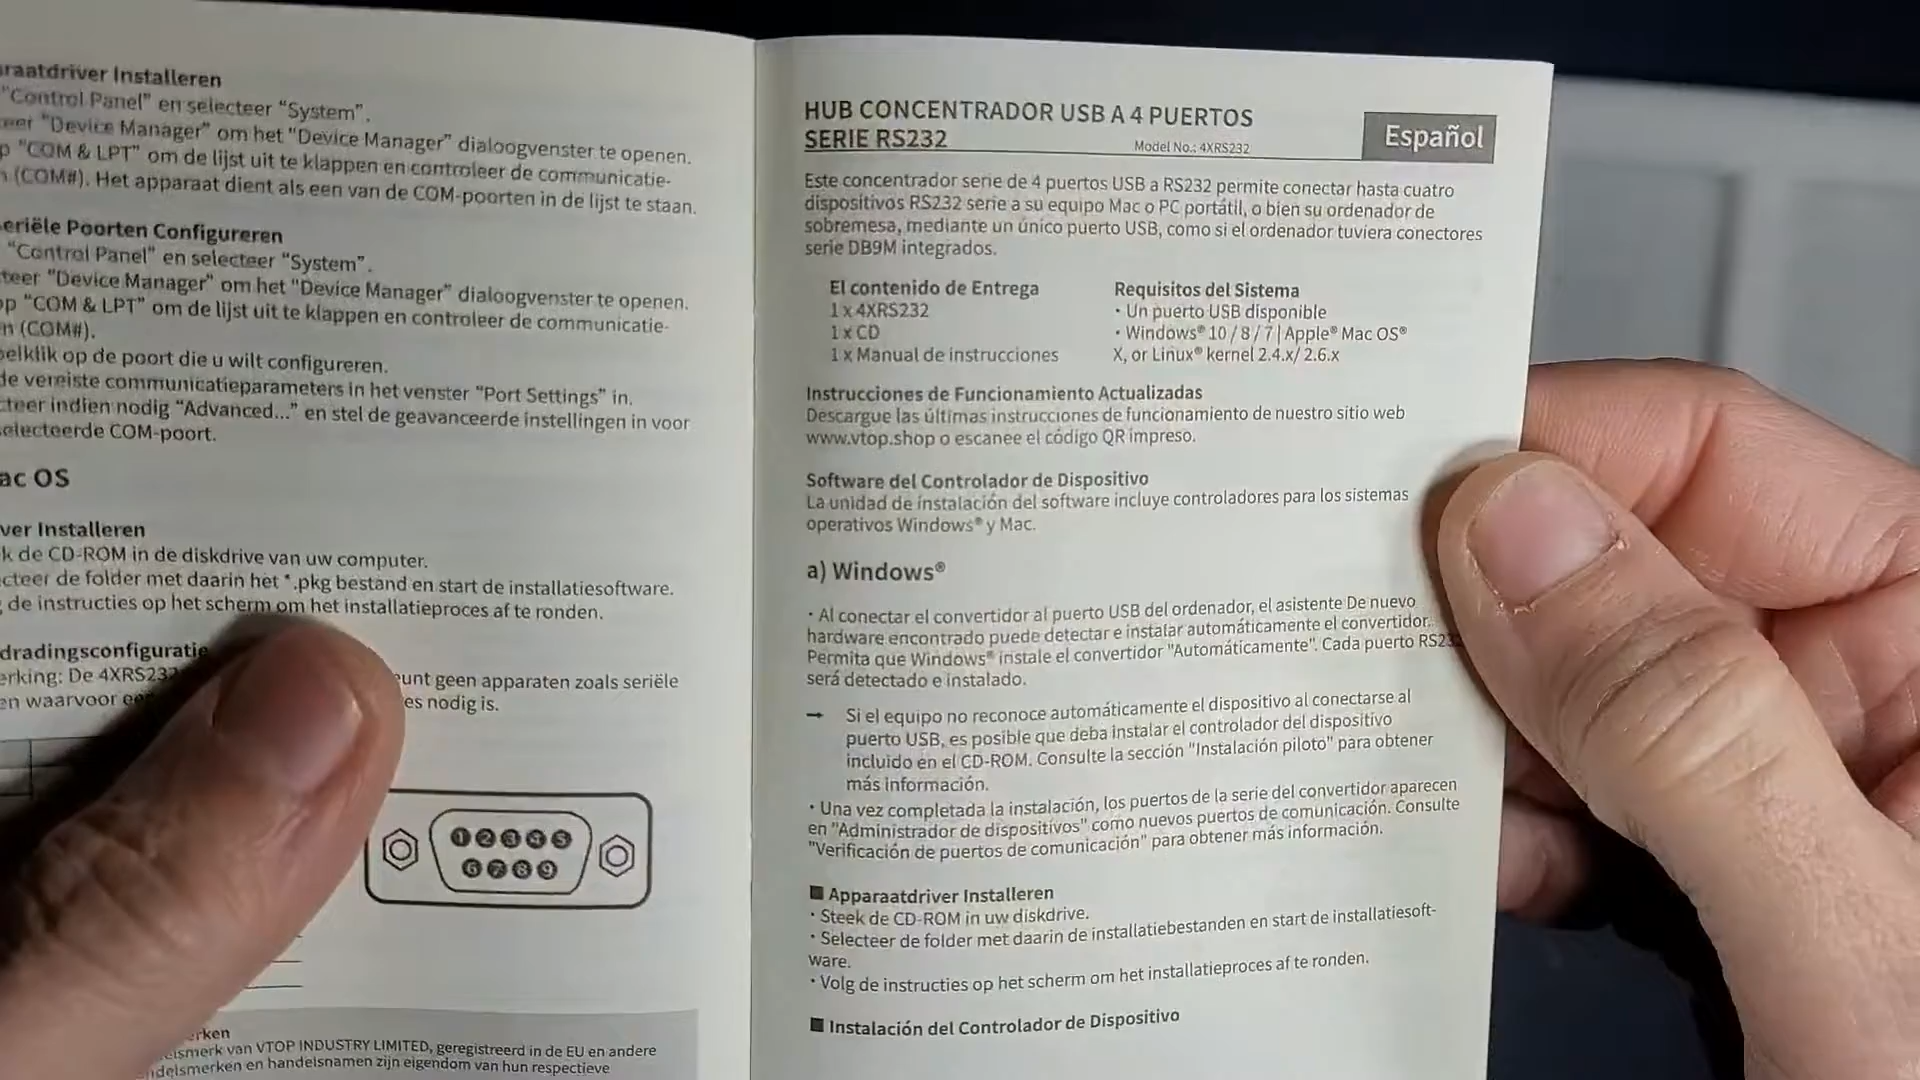 Installeren
"Control Panel" en selecteer "System".
"Device Manager" om het "Device Manager" dialoogvenster te openen.
"COM & LPT" om de lijst uit te klappen en controleer de communicatie-
(COM#). Het apparaat dient als een van de COM-poorten in de lijst te staan.
Poorten Configureren
"Control Panel" en selecteer "System".
"Device Manager" om het "Device Manager" dialoogvenster te openen.
op "COM & LPT" om de lijst uit te klappen en controleer de communicatie-
(COM#).
op de poort die u wilt configureren.
de vereiste communicatieparameters in het venster "Port Settings" in.
indien nodig "Advanced..." en stel de geavanceerde instellingen in voor
COM-poort.
OS
Installeren
de CD-ROM in de diskdrive van uw computer.
de folder met daarin het *.pkg bestand en start de installatiesoftware.
de instructies op het scherm om het installatieproces af te ronden.
De geen apparaten zoals seriële
waarvoor nodig is.
1 2 3 4 5
6 7 8 9
van VTOP INDUSTRY LIMITED, geregistreerd in de EU en andere
en handelsnamen zijn eigendom van hun respectieve
HUB CONCENTRADOR USB A 4 PUERTOS
SERIE RS232
Model No.: 4XRS232
Español
Este concentrador serie de 4 puertos USB a RS232 permite conectar hasta cuatro
dispositivos RS232 serie a su equipo Mac o PC portátil, o bien su ordenador de
sobremesa, mediante un único puerto USB, como si el ordenador tuviera conectores
serie DB9M integrados.
El contenido de Entrega
1 x 4XRS232
1 x CD
1 x Manual de instrucciones
Requisitos del Sistema
• Un puerto USB disponible
• Windows® 10 / 8 / 7 | Apple® Mac OS®
X, or Linux® kernel 2.4.x/ 2.6.x
Instrucciones de Funcionamiento Actualizadas
Descargue las últimas instrucciones de funcionamiento de nuestro sitio web
www.vtop.shop o escanee el código QR impreso.
Software del Controlador de Dispositivo
La unidad de instalación del software incluye controladores para los sistemas
operativos Windows® y Mac.
a) Windows®
• Al conectar el convertidor al puerto USB del ordenador, el asistente De nuevo
hardware encontrado puede detectar e instalar automáticamente el convertidor.
Permita que Windows® instale el convertidor "Automáticamente". Cada puerto RS232
será detectado e instalado.
→ Si el equipo no reconoce automáticamente el dispositivo al conectarse al
puerto USB, es posible que deba instalar el controlador del dispositivo
incluido en el CD-ROM. Consulte la sección "Instalación piloto" para obtener
más información.
• Una vez completada la instalación, los puertos de la serie del convertidor aparecen
en "Administrador de dispositivos" como nuevos puertos de comunicación. Consulte
"Verificación de puertos de comunicación" para obtener más información.
■ Apparaatdriver Installeren
• Steek de CD-ROM in uw diskdrive.
• Selecteer de folder met daarin de installatiebestanden en start de installatiesoft-
ware.
• Volg de instructies op het scherm om het installatieproces af te ronden.
■ Instalación del Controlador de Dispositivo